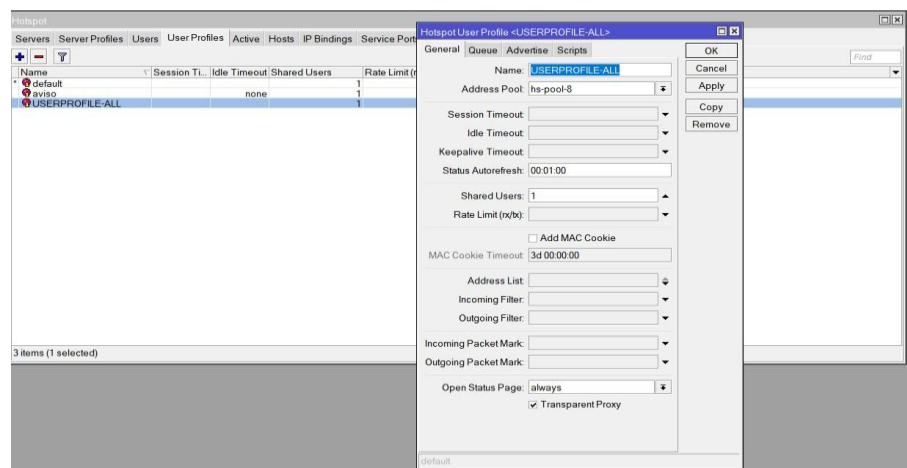 Hotspot
Servers Server Profiles Users User Profiles Active Hosts IP Bindings Service Port
Find
Name Session Ti... Idle Timeout Shared Users Rate Limit (r
* default 1
aviso none 1
USERPROFILE-ALL 1
3 items (1 selected)
Hotspot User Profile <USERPROFILE-ALL>
General Queue Advertise Scripts
Name: USERPROFILE-ALL
Address Pool: hs-pool-8
Session Timeout:
Idle Timeout:
Keepalive Timeout:
Status Autorefresh: 00:01:00
Shared Users: 1
Rate Limit (rx/tx):
Add MAC Cookie
MAC Cookie Timeout: 3d 00:00:00
Address List:
Incoming Filter:
Outgoing Filter:
Incoming Packet Mark:
Outgoing Packet Mark:
Open Status Page: always
Transparent Proxy
default
OK
Cancel
Apply
Copy
Remove